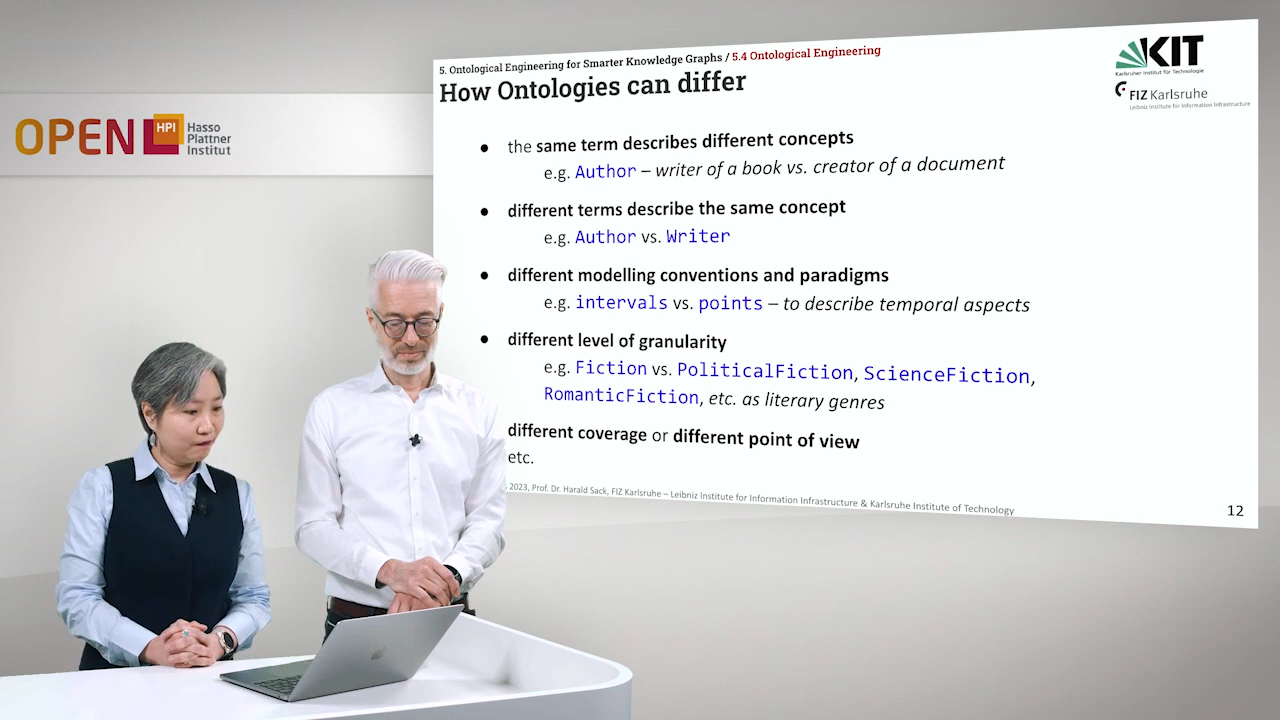 OPEN HPI Hasso
Plattner
Institut
5. Ontological Engineering for Smarter Knowledge Graphs / 5.4 Ontological Engineering
How Ontologies can differ
KIT
Karlsruher Institut für Technologie
FIZ Karlsruhe
Leibniz Institute for Information Infrastructure
● the same term describes different concepts
e.g. Author – writer of a book vs. creator of a document
● different terms describe the same concept
e.g. Author vs. Writer
● different modelling conventions and paradigms
e.g. intervals vs. points – to describe temporal aspects
● different level of granularity
e.g. Fiction vs. PoliticalFiction, ScienceFiction,
RomanticFiction, etc. as literary genres
different coverage or different point of view
etc.
2023, Prof. Dr. Harald Sack, FIZ Karlsruhe – Leibniz Institute for Information Infrastructure & Karlsruhe Institute of Technology
12